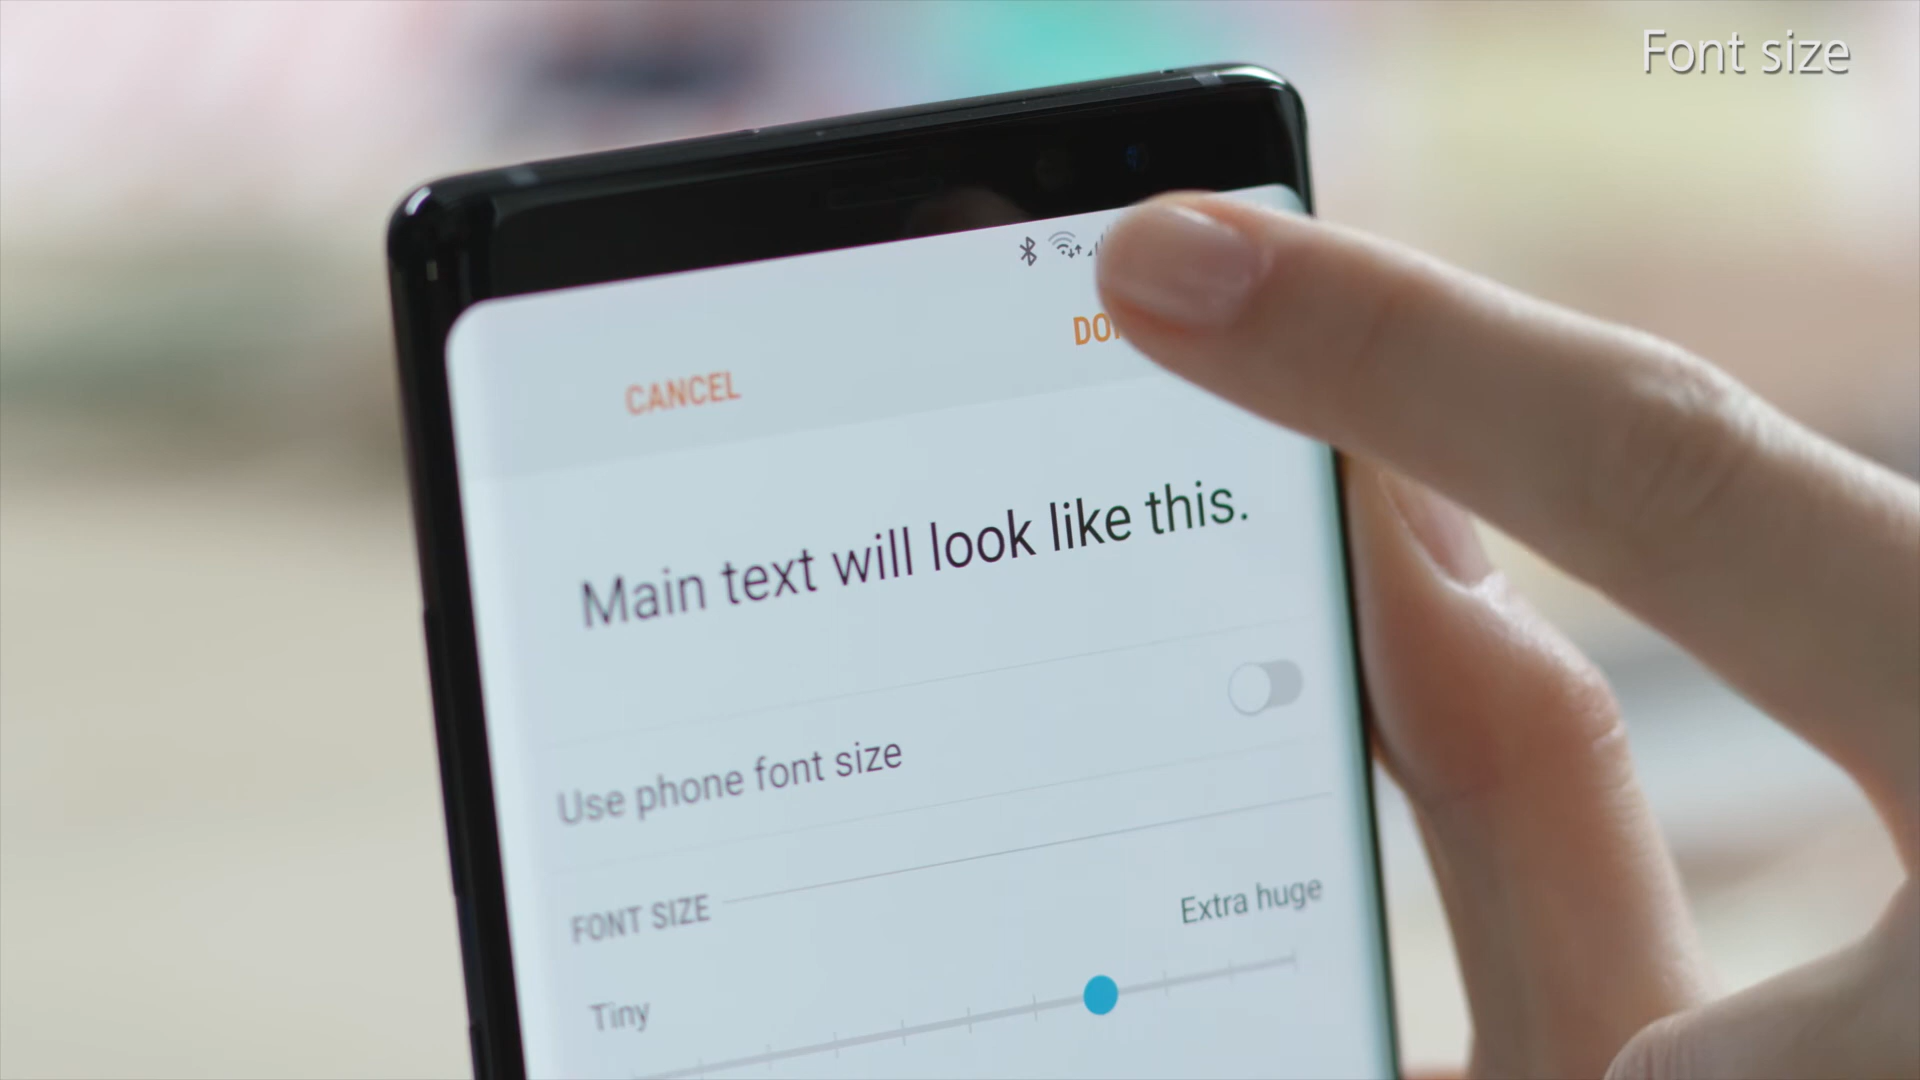 Font size
CANCEL
Main text will look like this.
Use phone font size
FONT SIZE
Extra huge
Tiny